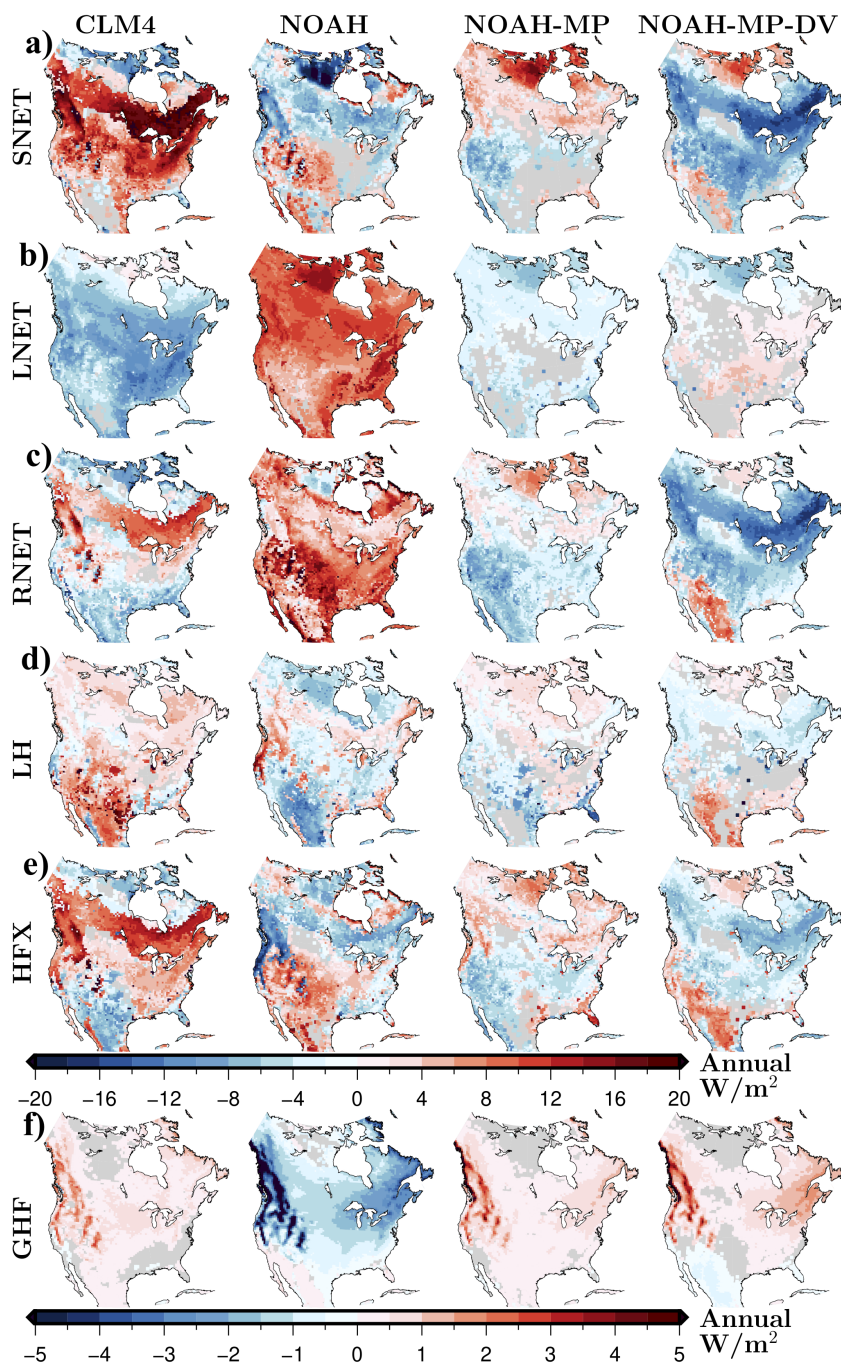 CLM4 NOAH NOAH-MP NOAH-MP-DV
a)
SNET
b)
LNET
c)
RNET
d)
LH
e)
HFX
−20 −16 −12 −8 −4 0 4 8 12 16 20
Annual
W/m²
f)
GHF
−5 −4 −3 −2 −1 0 1 2 3 4 5
Annual
W/m²